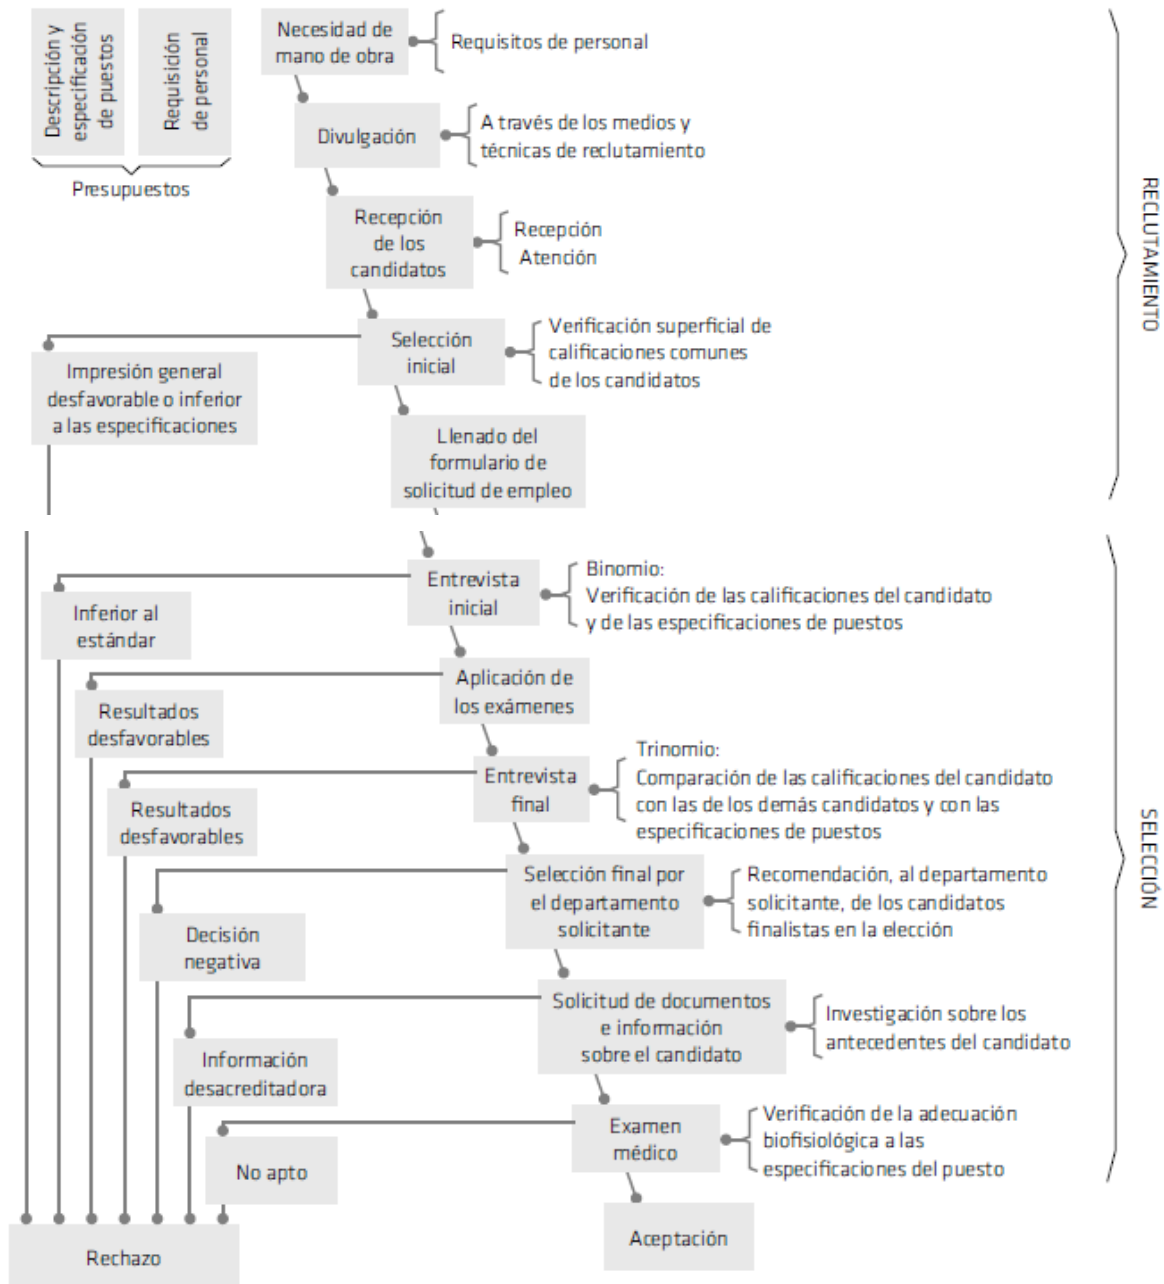 Descripción y
especificación
de puestos
Requisición
de personal
Presupuestos
Necesidad de
mano de obra
Requisitos de personal
Divulgación
A través de los medios y
técnicas de reclutamiento
Recepción
de los
candidatos
Recepción
Atención
Selección
inicial
Verificación superficial de
calificaciones comunes
de los candidatos
Impresión general
desfavorable o inferior
a las especificaciones
Llenado del
formulario de
solicitud de empleo
RECLUTAMIENTO
Entrevista
inicial
Binomio:
Verificación de las calificaciones del candidato
y de las especificaciones de puestos
Inferior al
estándar
Aplicación de
los exámenes
Resultados
desfavorables
Entrevista
final
Trinomio:
Comparación de las calificaciones del candidato
con las de los demás candidatos y con las
especificaciones de puestos
Resultados
desfavorables
Selección final por
el departamento
solicitante
Recomendación, al departamento
solicitante, de los candidatos
finalistas en la elección
Decisión
negativa
Solicitud de documentos
e información
sobre el candidato
Investigación sobre los
antecedentes del candidato
Información
desacreditadora
Examen
médico
Verificación de la adecuación
biofisiológica a las
especificaciones del puesto
No apto
Aceptación
Rechazo
SELECCIÓN